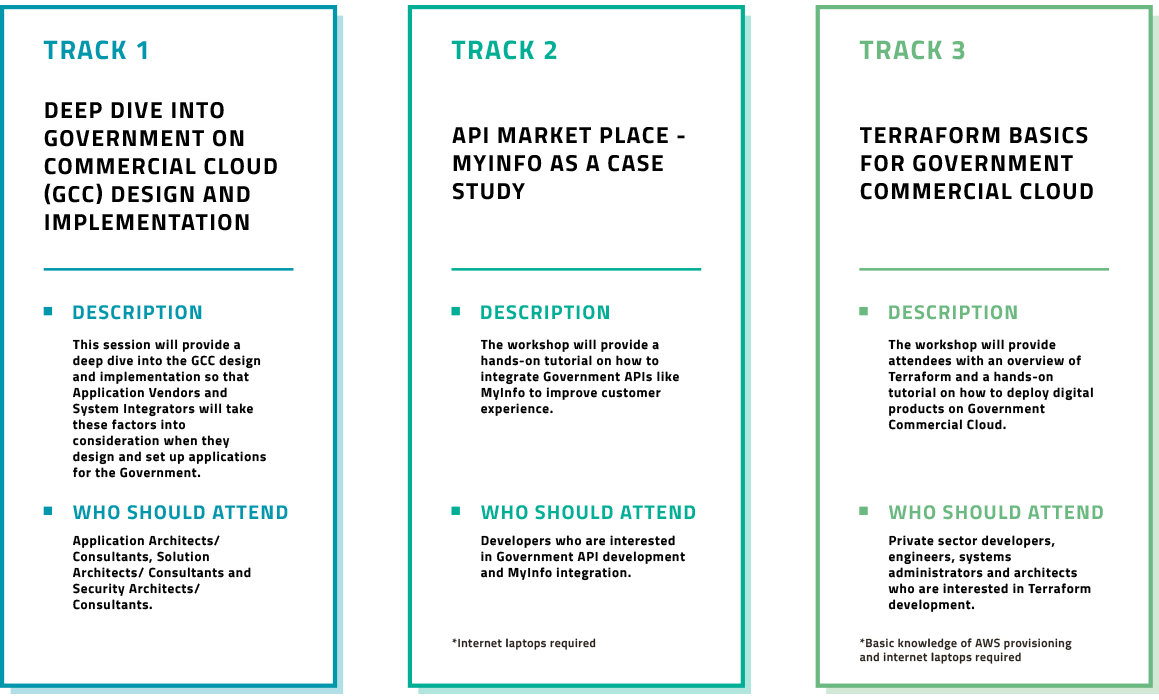 TRACK 1
DEEP DIVE INTO
GOVERNMENT ON
COMMERCIAL CLOUD
(GCC) DESIGN AND
IMPLEMENTATION
DESCRIPTION
This session will provide a
deep dive into the GCC design
and implementation so that
Application Vendors and
System Integrators will take
these factors into
consideration when they
design and set up applications
for the Government.
WHO SHOULD ATTEND
Application Architects/
Consultants, Solution
Architects/ Consultants and
Security Architects/
Consultants.
TRACK 2
API MARKET PLACE -
MYINFO AS A CASE
STUDY
DESCRIPTION
The workshop will provide a
hands-on tutorial on how to
integrate Government APIs like
MyInfo to improve customer
experience.
WHO SHOULD ATTEND
Developers who are interested
in Government API development
and MyInfo integration.
*Internet laptops required
TRACK 3
TERRAFORM BASICS
FOR GOVERNMENT
COMMERCIAL CLOUD
DESCRIPTION
The workshop will provide
attendees with an overview of
Terraform and a hands-on
tutorial on how to deploy digital
products on Government
Commercial Cloud.
WHO SHOULD ATTEND
Private sector developers,
engineers, systems
administrators and architects
who are interested in Terraform
development.
*Basic knowledge of AWS provisioning
and internet laptops required